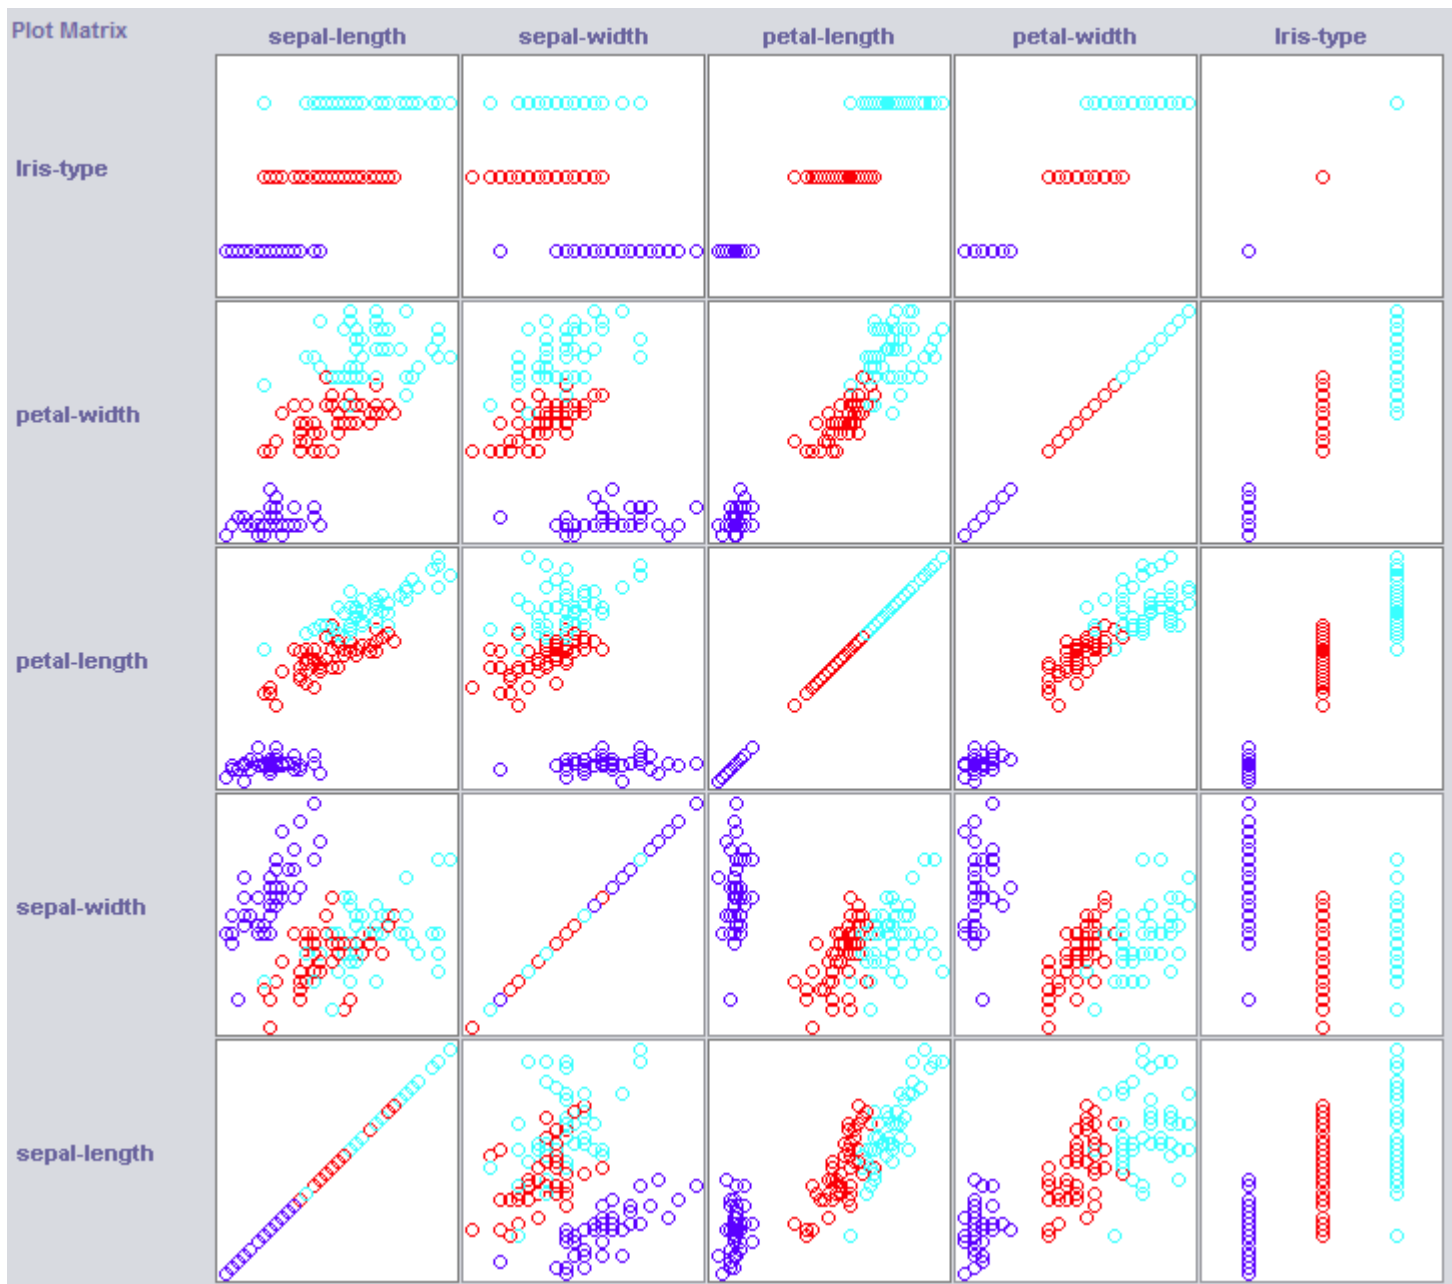 Plot Matrix
sepal-length sepal-width petal-length petal-width Iris-type
Iris-type
petal-width
petal-length
sepal-width
sepal-length